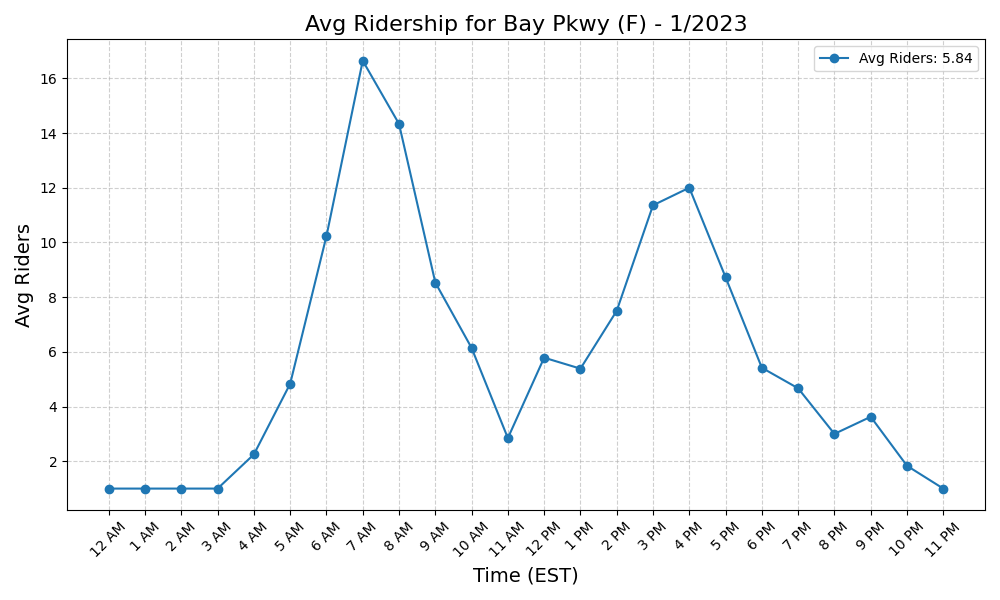 Avg Ridership for Bay Pkwy (F) - 1/2023
Avg Riders: 5.84
Avg Riders
16
14
12
10
8
6
4
2
12 AM
1 AM
2 AM
3 AM
4 AM
5 AM
6 AM
7 AM
8 AM
9 AM
10 AM
11 AM
12 PM
1 PM
2 PM
3 PM
4 PM
5 PM
6 PM
7 PM
8 PM
9 PM
10 PM
11 PM
Time (EST)